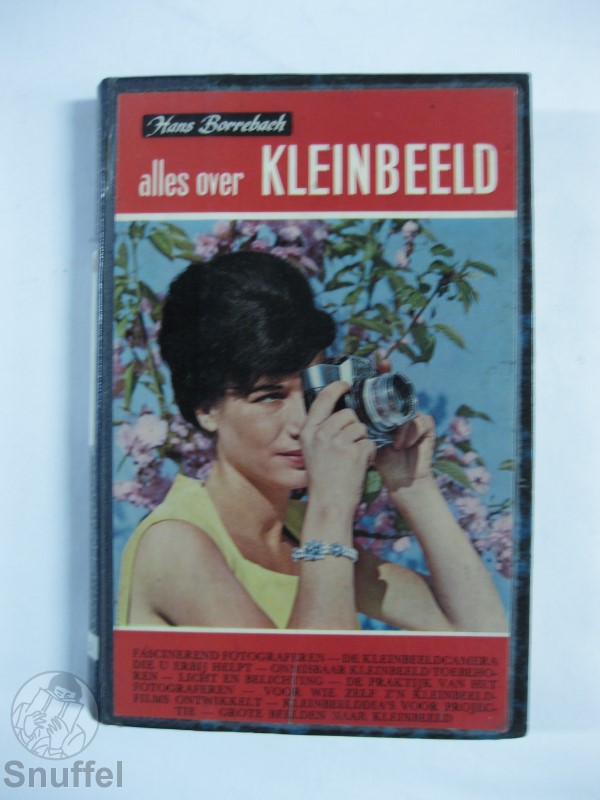 Hans Borrebach
alles over KLEINBEELD
FASCINEREND FOTOGRAFEREN — DE KLEINBEELDCAMERA
DIE U ERBIJ HELPT — ONMISBAAR KLEINBEELD-TOEBEHO-
REN — LICHT EN BELICHTING — DE PRAKTIJK VAN HET
FOTOGRAFEREN — VOOR WIE ZELF Z'N KLEINBEELD-
FILMS ONTWIKKELT — KLEINBEELDDIA'S VOOR PROJEC-
TIE — GROTE BEELDEN NAAR KLEINBEELD
Snuffel